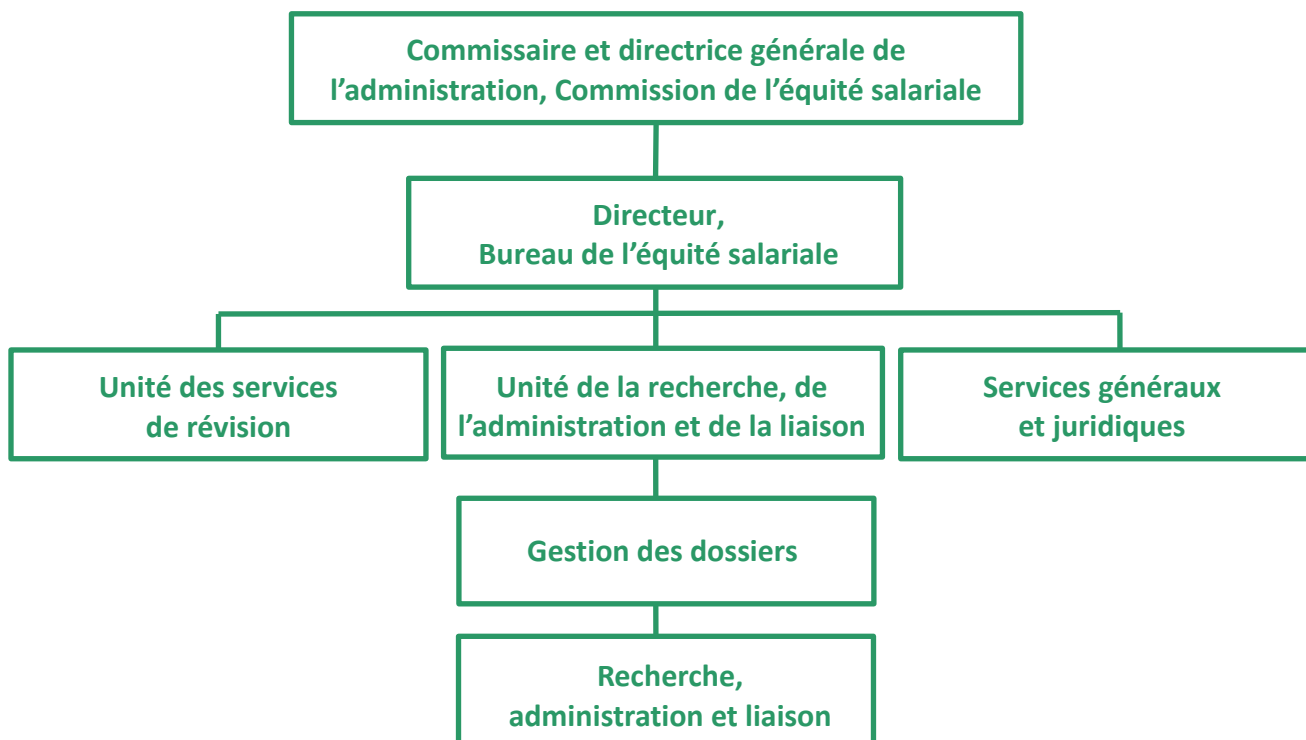 Commissaire et directrice générale de
l’administration, Commission de l’équité salariale
Directeur,
Bureau de l’équité salariale
Unité des services
de révision
Unité de la recherche, de
l’administration et de la liaison
Services généraux
et juridiques
Gestion des dossiers
Recherche,
administration et liaison